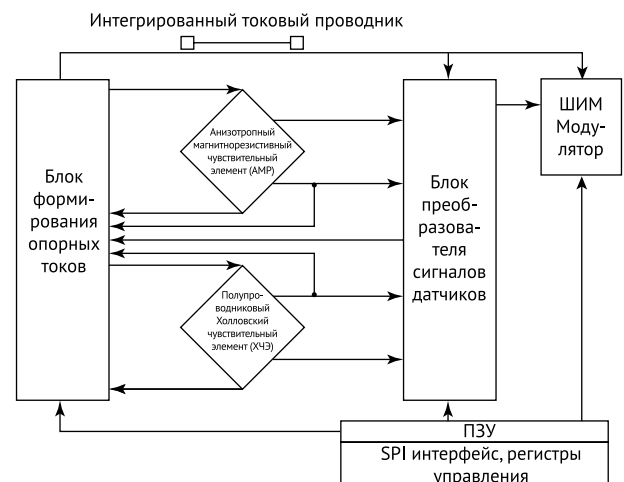 Интегрированный токовый проводник
Блок
форми-
рования
опорных
токов
Анизотропный
магнитнорезистивный
чувствительный
элемент (АМР)
Полупро-
водниковый
Холловский
чувствительный
элемент (ХЧЭ)
Блок
преоб-
разова-
теля
сигналов
датчиков
ШИМ
Моду-
лятор
ПЗУ
SPI интерфейс, регистры
управления